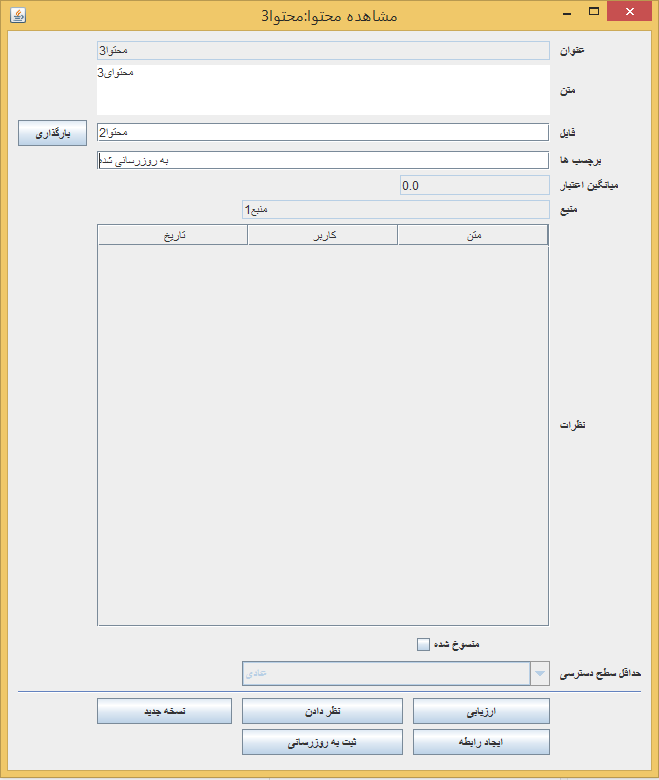 مشاهده محتوا:محتوا3
عنوان محتوا3
متن محتوای3
فایل محتوا2 بارگذاری
برچسب ها به روزرسانی شده
میانگین اعتبار 0.0
منبع منبع1
متن کاربر تاریخ
نظرات
منسوخ شده
حداقل سطح دسترسی عادی
ارزیابی نظر دادن نسخه جدید
ایجاد رابطه ثبت به روزرسانی